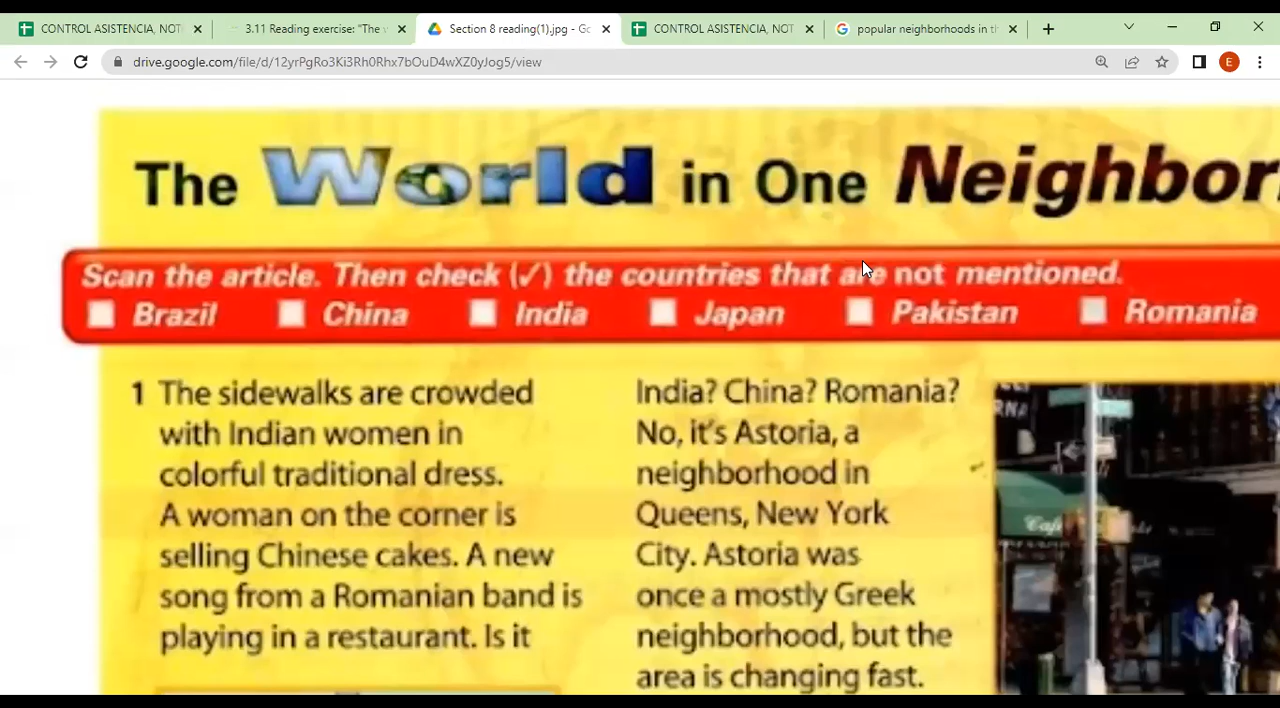 CONTROL ASISTENCIA, NOT
3.11 Reading exercise: "The
Section 8 reading(1).jpg - Go
CONTROL ASISTENCIA, NOT
popular neighborhoods in
drive.google.com/file/d/12yrPgRo3Ki3Rh0Rhx7bOuD4wXZ0yJog5/view
E
The World in One Neighbor
Scan the article. Then check (✓) the countries that are not mentioned.
Brazil China India Japan Pakistan Romania
1 The sidewalks are crowded
with Indian women in
colorful traditional dress.
A woman on the corner is
selling Chinese cakes. A new
song from a Romanian band is
playing in a restaurant. Is it
India? China? Romania?
No, it's Astoria, a
neighborhood in
Queens, New York
City. Astoria was
once a mostly Greek
neighborhood, but the
area is changing fast.